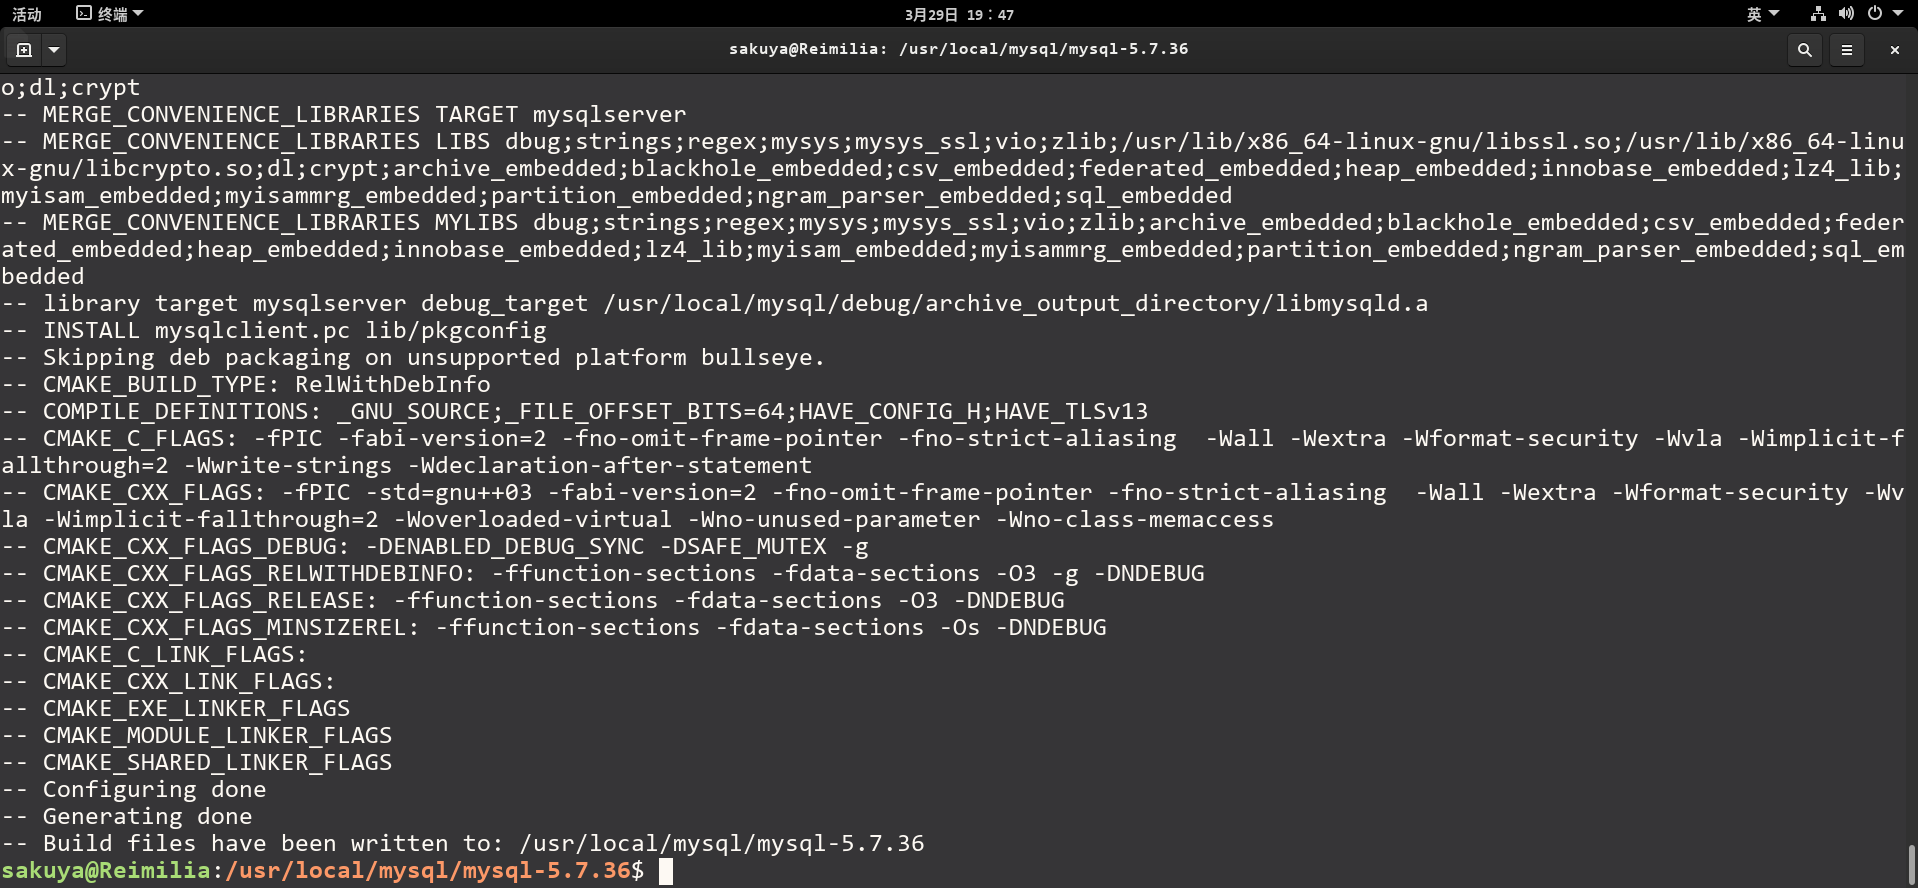 活动 终端 3月29日 19：47 英
sakuya@Reimilia: /usr/local/mysql/mysql-5.7.36
o;dl;crypt
-- MERGE_CONVENIENCE_LIBRARIES TARGET mysqlserver
-- MERGE_CONVENIENCE_LIBRARIES LIBS dbug;strings;regex;mysys;mysys_ssl;vio;zlib;/usr/lib/x86_64-linux-gnu/libssl.so;/usr/lib/x86_64-linu
x-gnu/libcrypto.so;dl;crypt;archive_embedded;blackhole_embedded;csv_embedded;federated_embedded;heap_embedded;innobase_embedded;lz4_lib;
myisam_embedded;myisammrg_embedded;partition_embedded;ngram_parser_embedded;sql_embedded
-- MERGE_CONVENIENCE_LIBRARIES MYLIBS dbug;strings;regex;mysys;mysys_ssl;vio;zlib;archive_embedded;blackhole_embedded;csv_embedded;feder
ated_embedded;heap_embedded;innobase_embedded;lz4_lib;myisam_embedded;myisammrg_embedded;partition_embedded;ngram_parser_embedded;sql_em
bedded
-- library target mysqlserver debug_target /usr/local/mysql/debug/archive_output_directory/libmysqld.a
-- INSTALL mysqlclient.pc lib/pkgconfig
-- Skipping deb packaging on unsupported platform bullseye.
-- CMAKE_BUILD_TYPE: RelWithDebInfo
-- COMPILE_DEFINITIONS: _GNU_SOURCE;_FILE_OFFSET_BITS=64;HAVE_CONFIG_H;HAVE_TLSv13
-- CMAKE_C_FLAGS: -fPIC -fabi-version=2 -fno-omit-frame-pointer -fno-strict-aliasing  -Wall -Wextra -Wformat-security -Wvla -Wimplicit-f
allthrough=2 -Wwrite-strings -Wdeclaration-after-statement
-- CMAKE_CXX_FLAGS: -fPIC -std=gnu++03 -fabi-version=2 -fno-omit-frame-pointer -fno-strict-aliasing  -Wall -Wextra -Wformat-security -Wv
la -Wimplicit-fallthrough=2 -Woverloaded-virtual -Wno-unused-parameter -Wno-class-memaccess
-- CMAKE_CXX_FLAGS_DEBUG: -DENABLED_DEBUG_SYNC -DSAFE_MUTEX -g
-- CMAKE_CXX_FLAGS_RELWITHDEBINFO: -ffunction-sections -fdata-sections -O3 -g -DNDEBUG
-- CMAKE_CXX_FLAGS_RELEASE: -ffunction-sections -fdata-sections -O3 -DNDEBUG
-- CMAKE_CXX_FLAGS_MINSIZEREL: -ffunction-sections -fdata-sections -Os -DNDEBUG
-- CMAKE_C_LINK_FLAGS:
-- CMAKE_CXX_LINK_FLAGS:
-- CMAKE_EXE_LINKER_FLAGS
-- CMAKE_MODULE_LINKER_FLAGS
-- CMAKE_SHARED_LINKER_FLAGS
-- Configuring done
-- Generating done
-- Build files have been written to: /usr/local/mysql/mysql-5.7.36
sakuya@Reimilia:/usr/local/mysql/mysql-5.7.36$